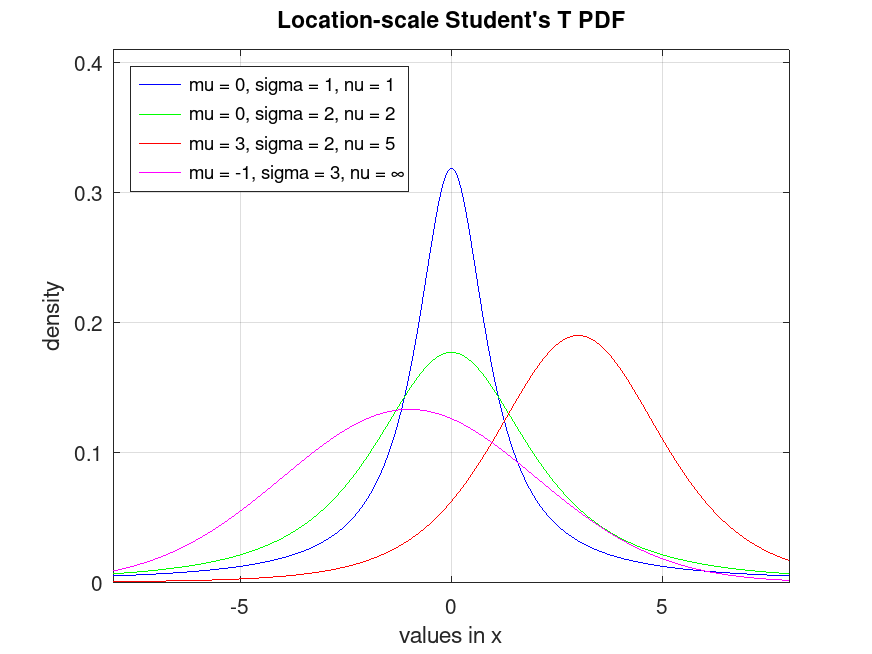 Location-scale Student's T PDF
0.4
mu = 0, sigma = 1, nu = 1
mu = 0, sigma = 2, nu = 2
mu = 3, sigma = 2, nu = 5
mu = -1, sigma = 3, nu = ∞
0.3
density
0.2
0.1
0
-5 0 5
values in x